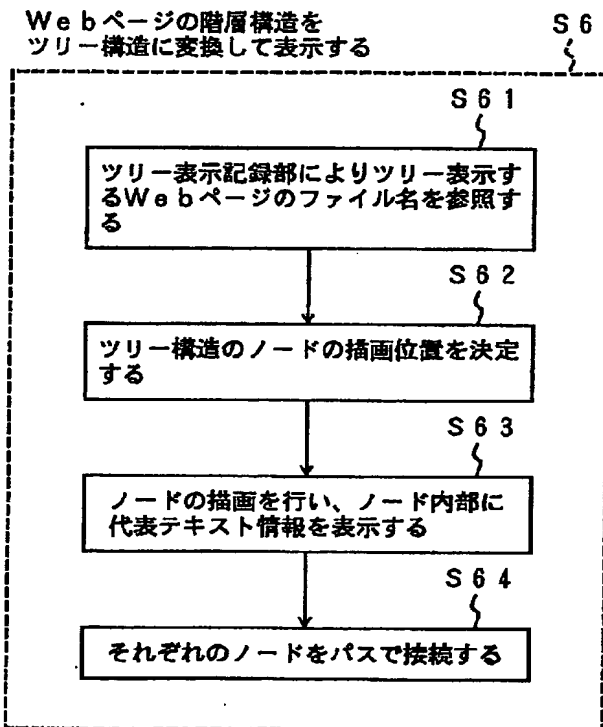 Ｗｅｂページの階層構造を
ツリー構造に変換して表示する
Ｓ６
Ｓ６１
ツリー表示記録部によりツリー表示す
るＷｅｂページのファイル名を参照す
る
Ｓ６２
ツリー構造のノードの描画位置を決定
する
Ｓ６３
ノードの描画を行い、ノード内部に
代表テキスト情報を表示する
Ｓ６４
それぞれのノードをパスで接続する